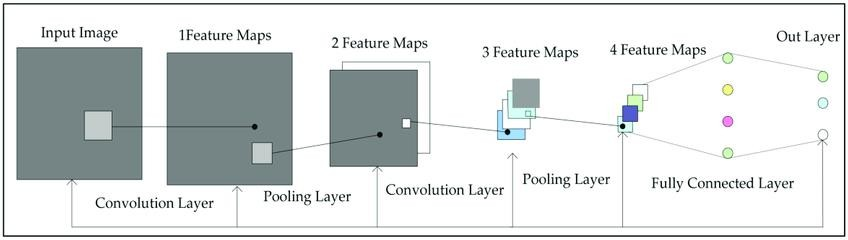 Input Image
1Feature Maps
2 Feature Maps
3 Feature Maps
4 Feature Maps
Out Layer
Convolution Layer
Pooling Layer
Convolution Layer
Pooling Layer
Fully Connected Layer